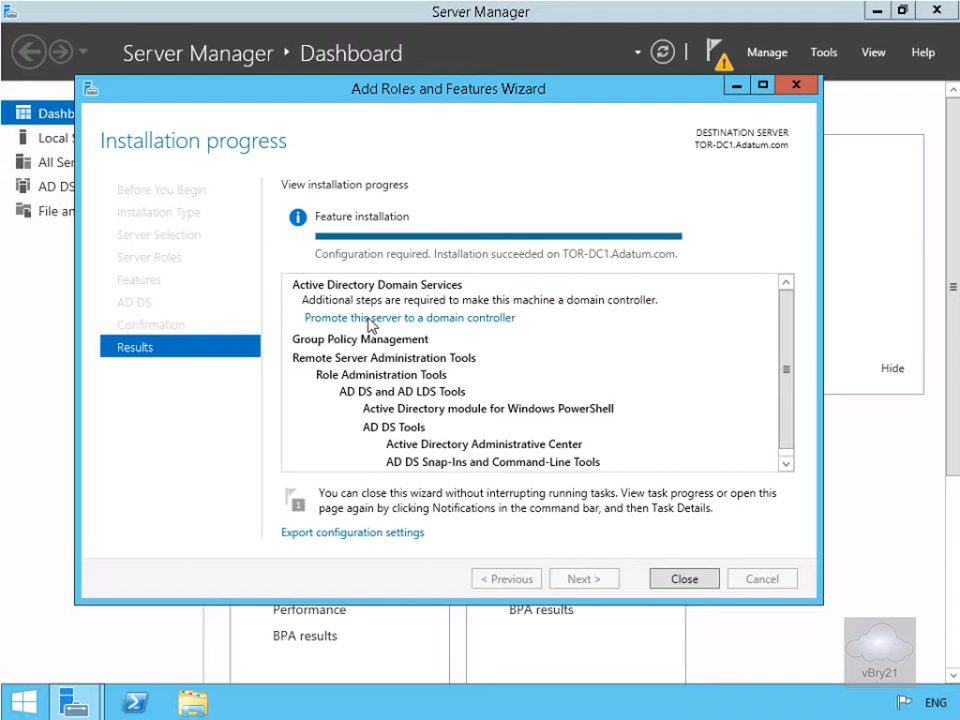 Server Manager
Server Manager • Dashboard
Manage Tools View Help
Dashb
Local S
All Ser
AD DS
File an
Add Roles and Features Wizard
Installation progress
DESTINATION SERVER
TOR-DC1.Adatum.com
Before You Begin
Installation Type
Server Selection
Server Roles
Features
AD DS
Confirmation
Results
View installation progress
Feature installation
Configuration required. Installation succeeded on TOR-DC1.Adatum.com.
Active Directory Domain Services
Additional steps are required to make this machine a domain controller.
Promote this server to a domain controller
Group Policy Management
Remote Server Administration Tools
Role Administration Tools
AD DS and AD LDS Tools
Active Directory module for Windows PowerShell
AD DS Tools
Active Directory Administrative Center
AD DS Snap-Ins and Command-Line Tools
1
You can close this wizard without interrupting running tasks. View task progress or open this
page again by clicking Notifications in the command bar, and then Task Details.
Export configuration settings
< Previous
Next >
Close
Cancel
Hide
Performance
BPA results
BPA results
vBry21
ENG